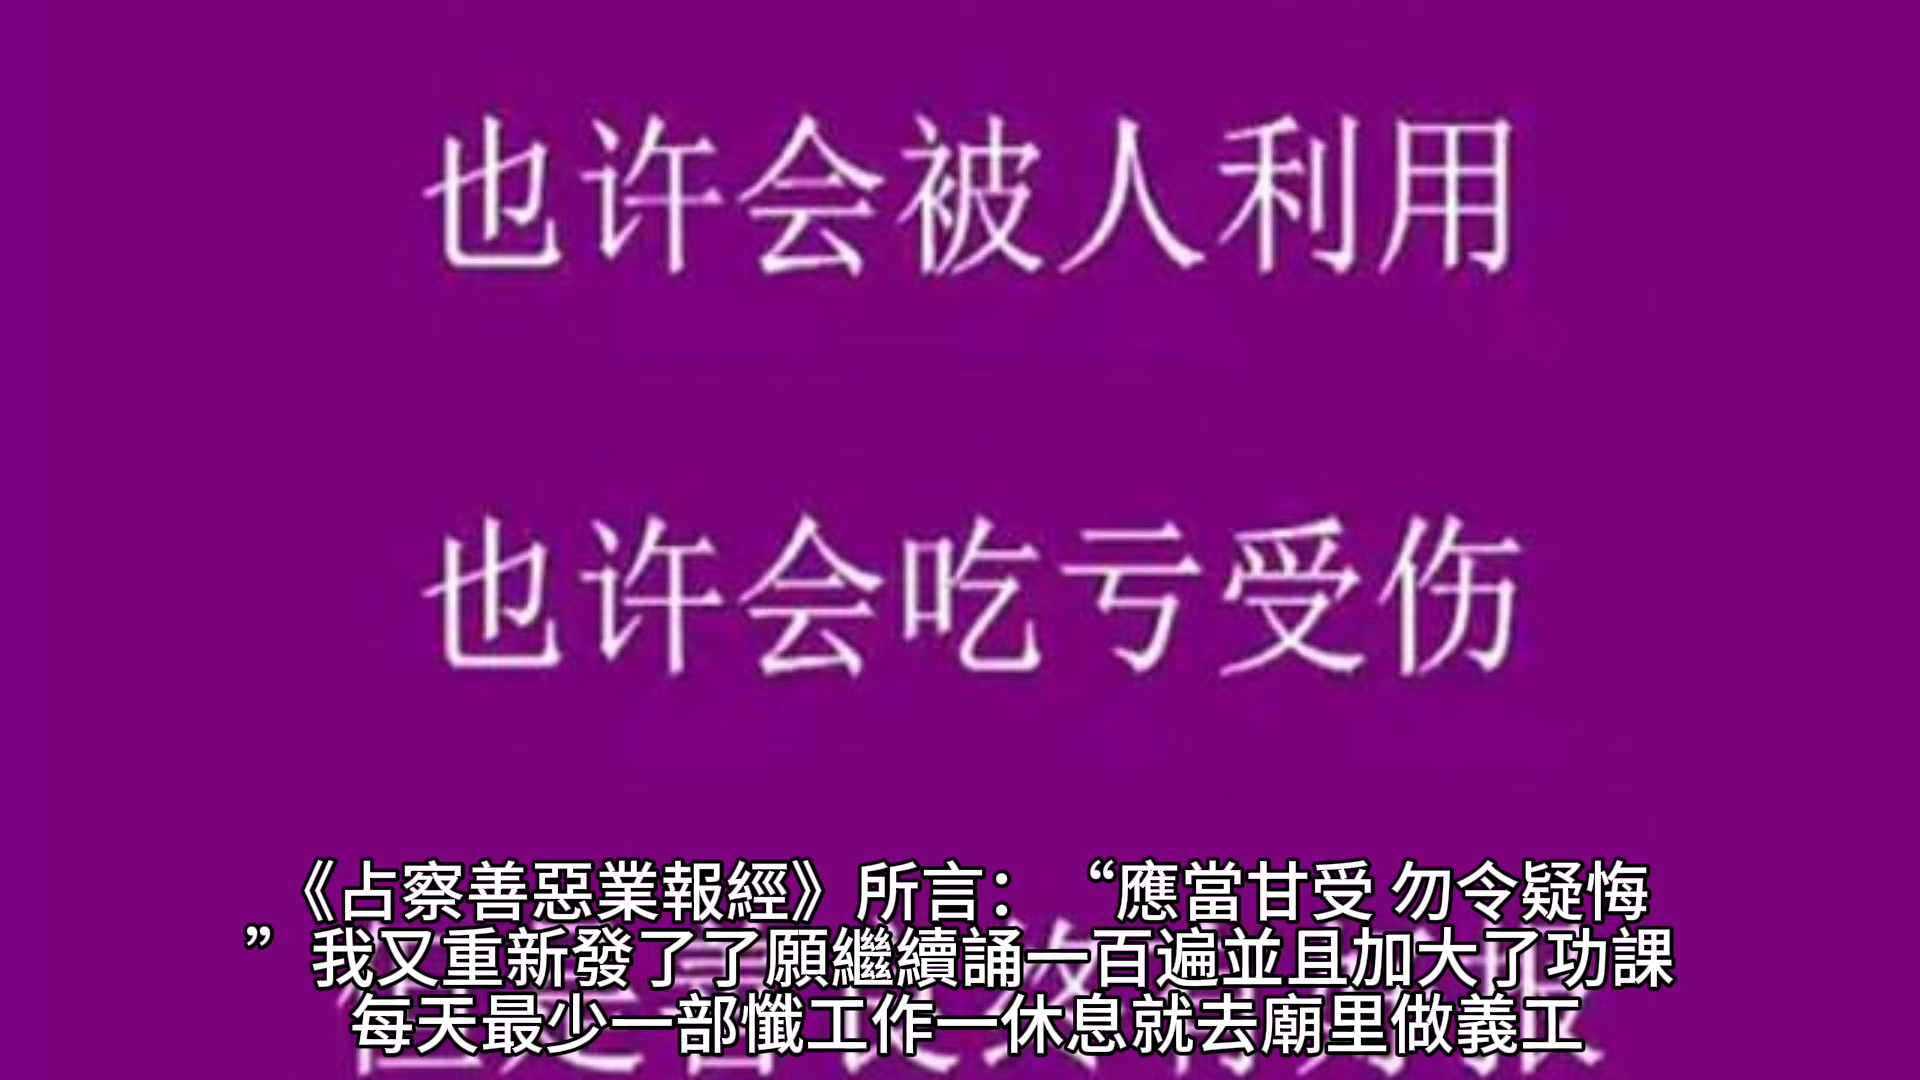 也许会被人利用
也许会吃亏受伤
《占察善惡業報經》所言：“應當甘受 勿令疑悔
”我又重新發了了願繼續誦一百遍並且加大了功課
每天最少一部懺工作一休息就去廟里做義工